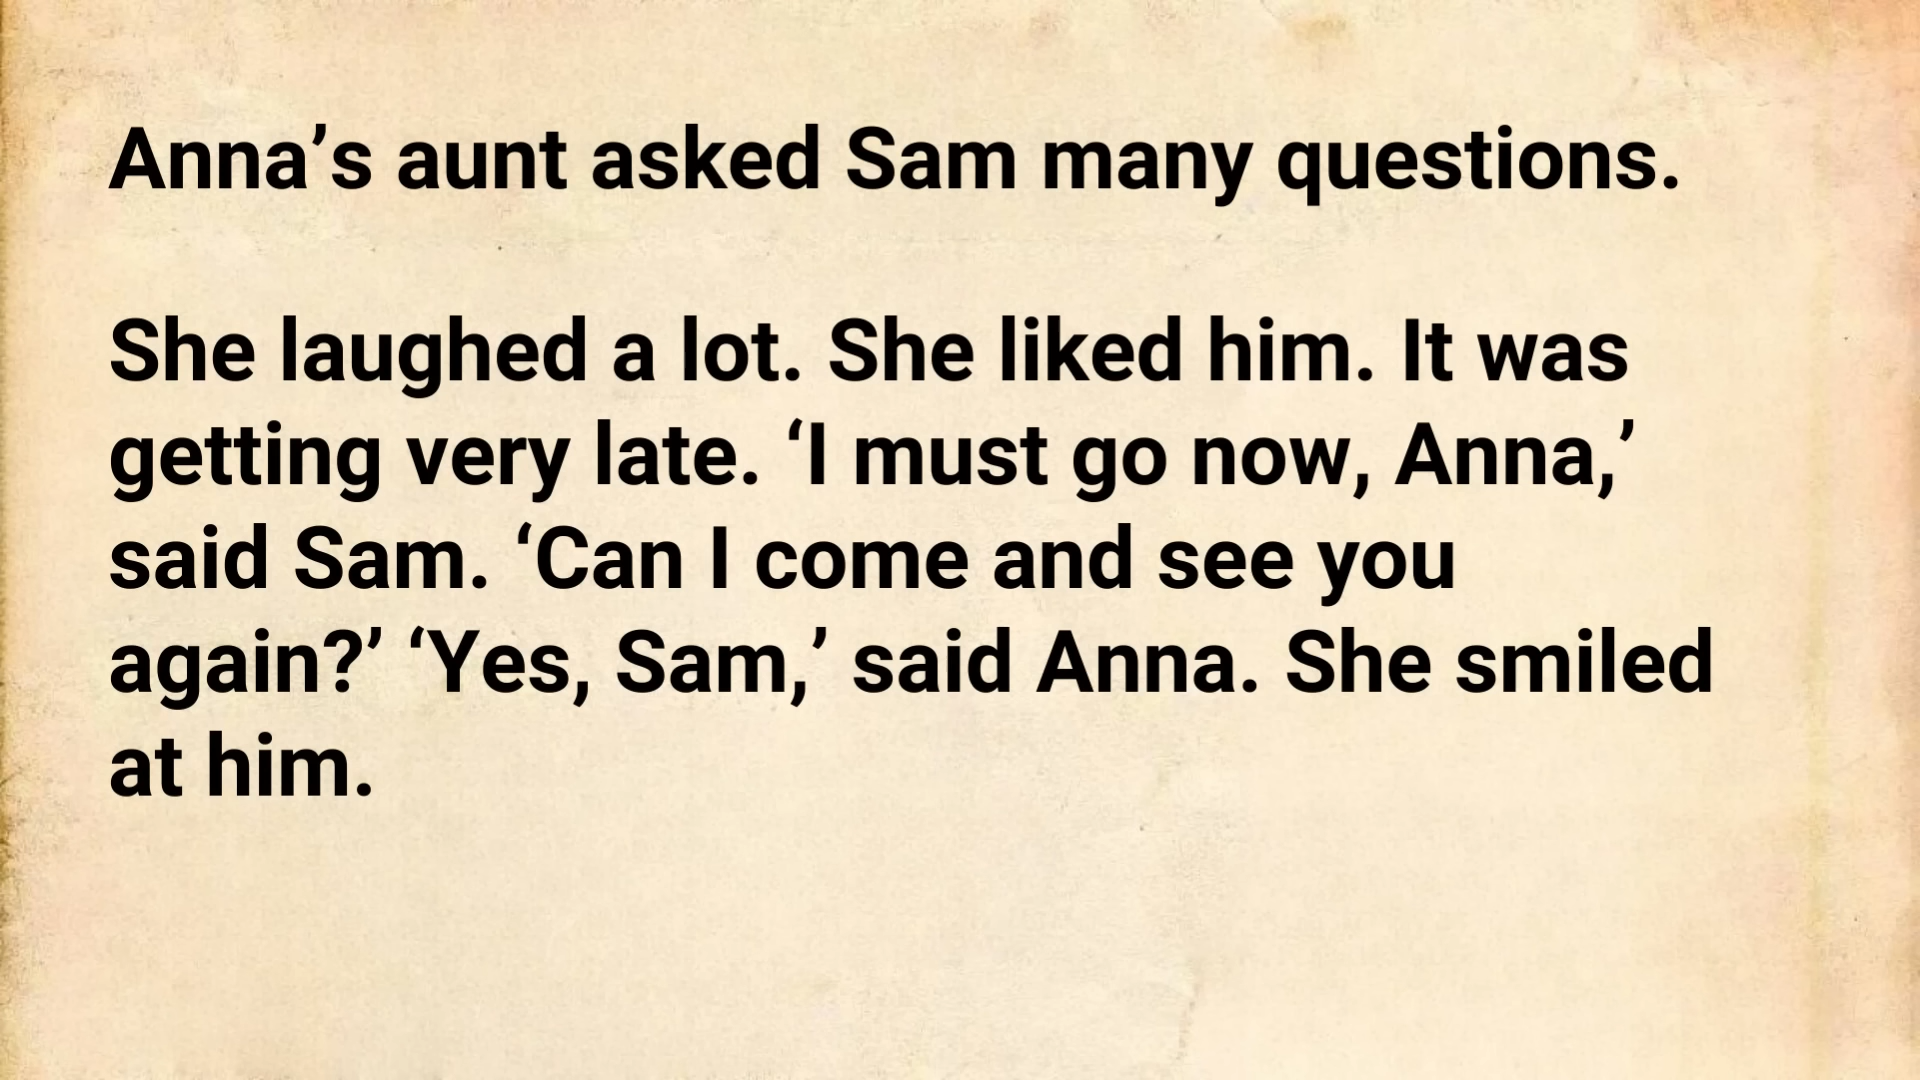 Anna’s aunt asked Sam many questions.
She laughed a lot. She liked him. It was
getting very late. ‘I must go now, Anna,’
said Sam. ‘Can I come and see you
again?’ ‘Yes, Sam,’ said Anna. She smiled
at him.